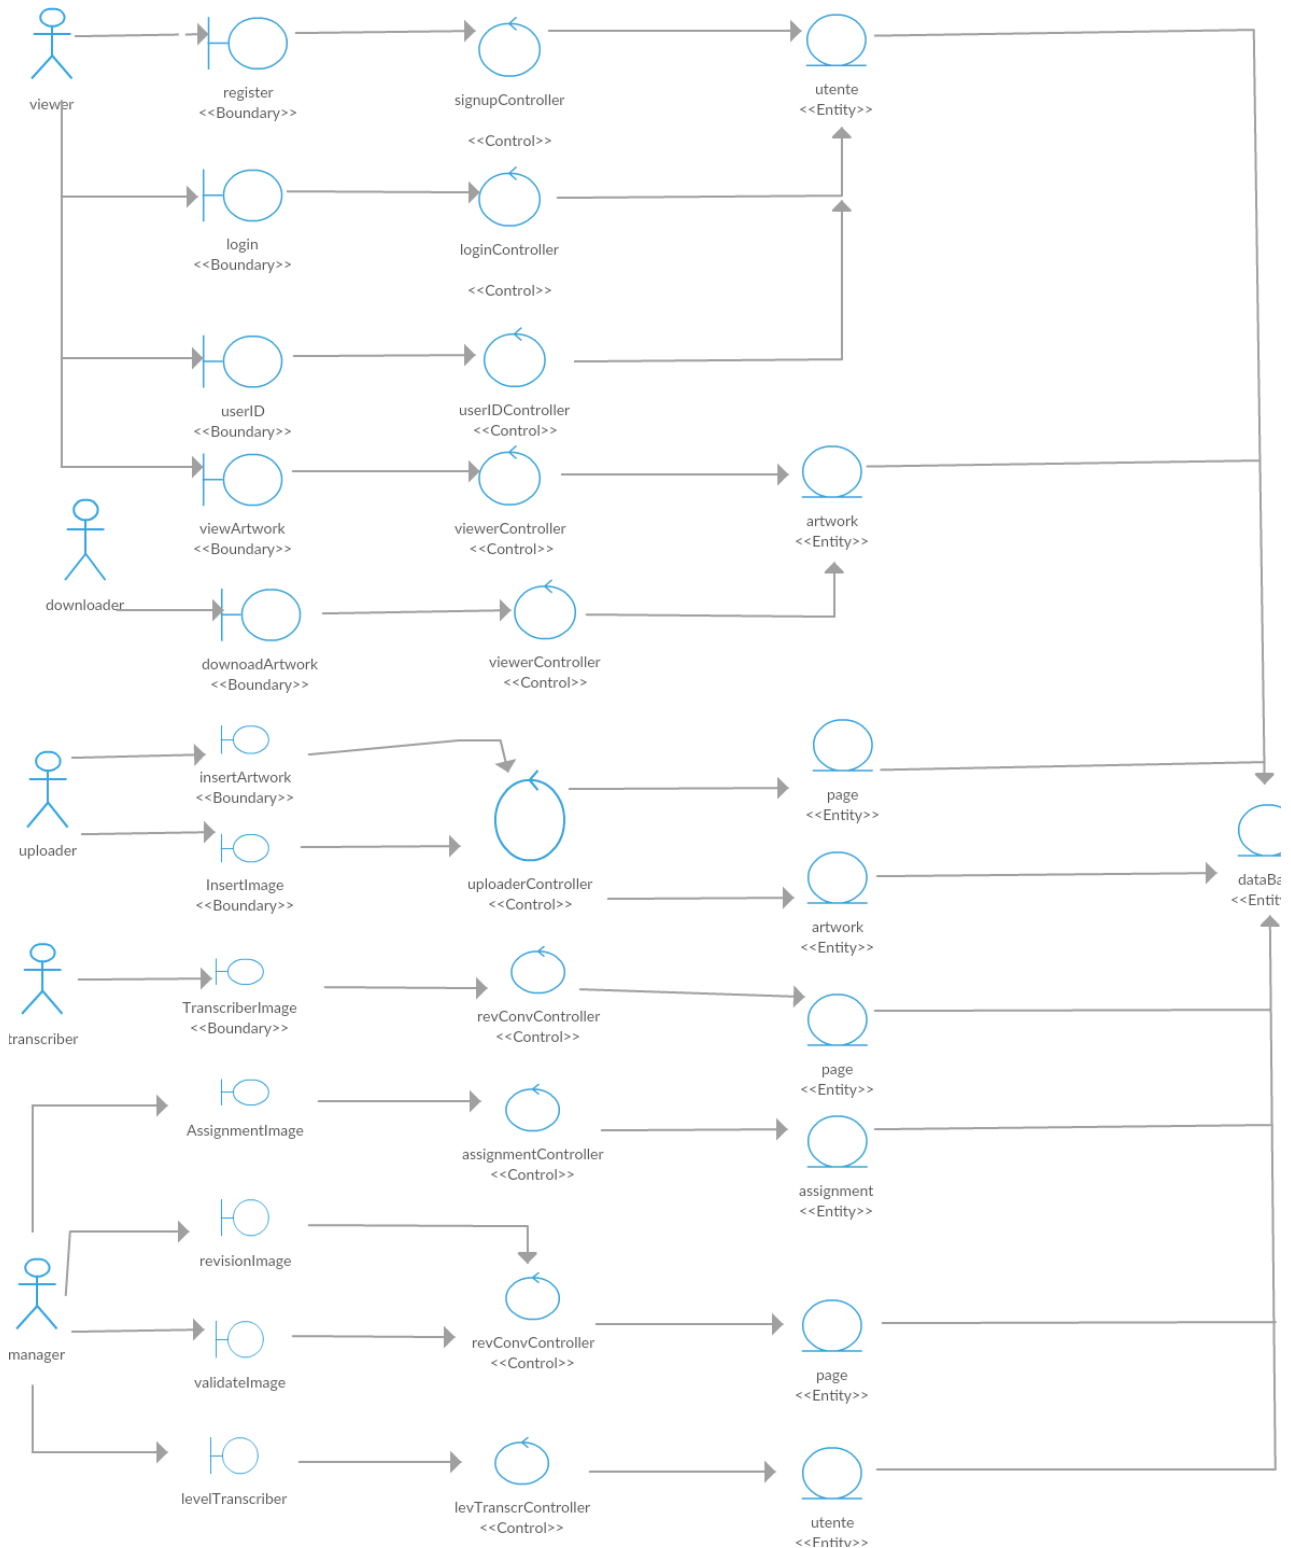 viewer
register
<<Boundary>>
signupController
<<Control>>
utente
<<Entity>>
login
<<Boundary>>
loginController
<<Control>>
userID
<<Boundary>>
userIDController
<<Control>>
viewArtwork
<<Boundary>>
viewerController
<<Control>>
artwork
<<Entity>>
downloader
downoadArtwork
<<Boundary>>
viewerController
<<Control>>
uploader
insertArtwork
<<Boundary>>
InsertImage
<<Boundary>>
uploaderController
<<Control>>
page
<<Entity>>
artwork
<<Entity>>
dataBa
<<Entit
transcriber
TranscriberImage
<<Boundary>>
revConvController
<<Control>>
page
<<Entity>>
AssignmentImage
assignmentController
<<Control>>
assignment
<<Entity>>
manager
revisionImage
validateImage
revConvController
<<Control>>
page
<<Entity>>
levelTranscriber
levTranscrController
<<Control>>
utente
<<Entity>>